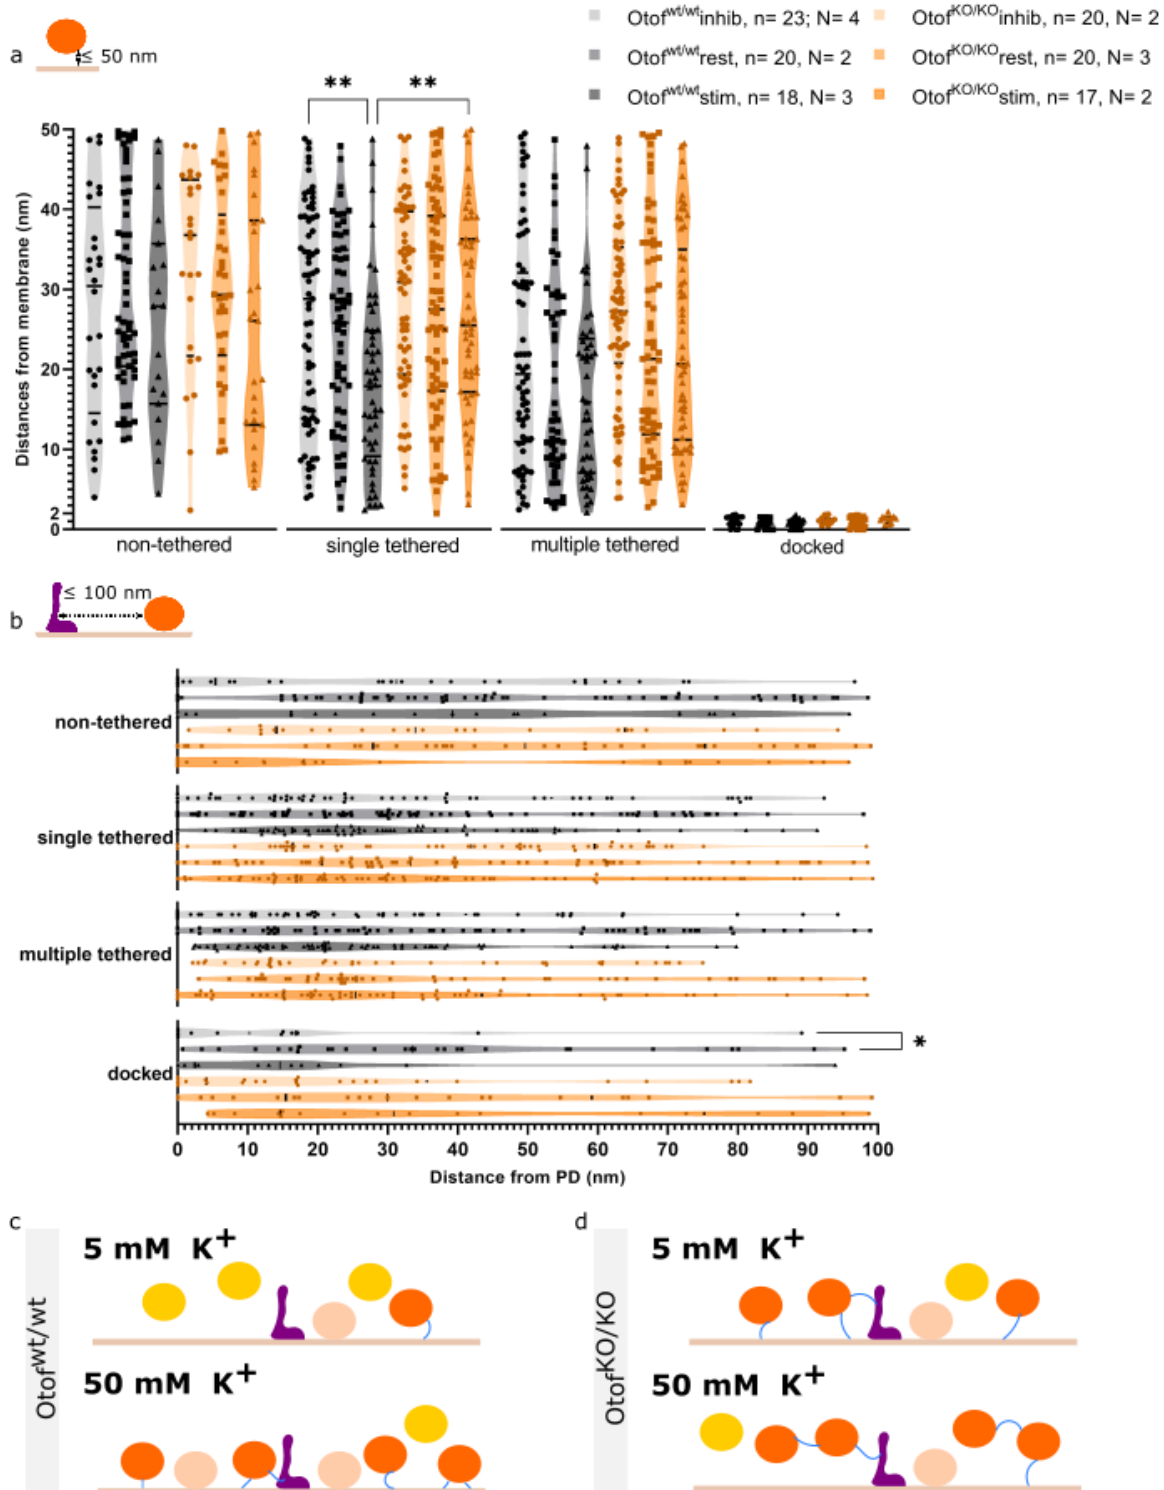 Otof^wt/wt inhib, n= 23; N= 4
Otof^KO/KO inhib, n= 20, N= 2
Otof^wt/wt rest, n= 20, N= 2
Otof^KO/KO rest, n= 20, N= 3
Otof^wt/wt stim, n= 18, N= 3
Otof^KO/KO stim, n= 17, N= 2
a
≤ 50 nm
** **
Distances from membrane (nm)
50
40
30
20
10
2
0
non-tethered single tethered multiple tethered docked
b
≤ 100 nm
non-tethered
single tethered
multiple tethered
docked
*
0 10 20 30 40 50 60 70 80 90 100
Distance from PD (nm)
c
Otof^wt/wt
5 mM K+
50 mM K+
d
Otof^KO/KO
5 mM K+
50 mM K+